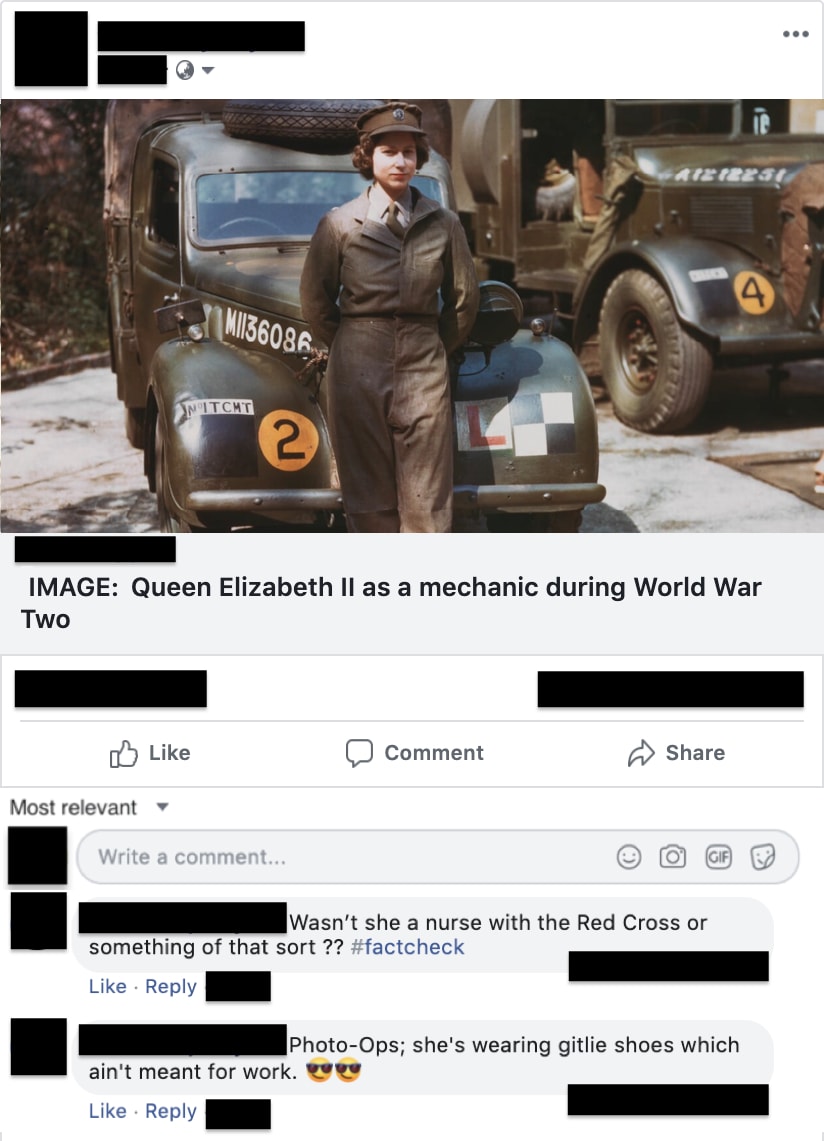 A1212251
M1136086
4
N°1TCMT
2
L
IMAGE: Queen Elizabeth II as a mechanic during World War
Two
Like
Comment
Share
Most relevant
Write a comment...
GIF
Wasn’t she a nurse with the Red Cross or
something of that sort ?? #factcheck
Like · Reply
Photo-Ops; she's wearing gitlie shoes which
ain't meant for work. 😎😎
Like · Reply